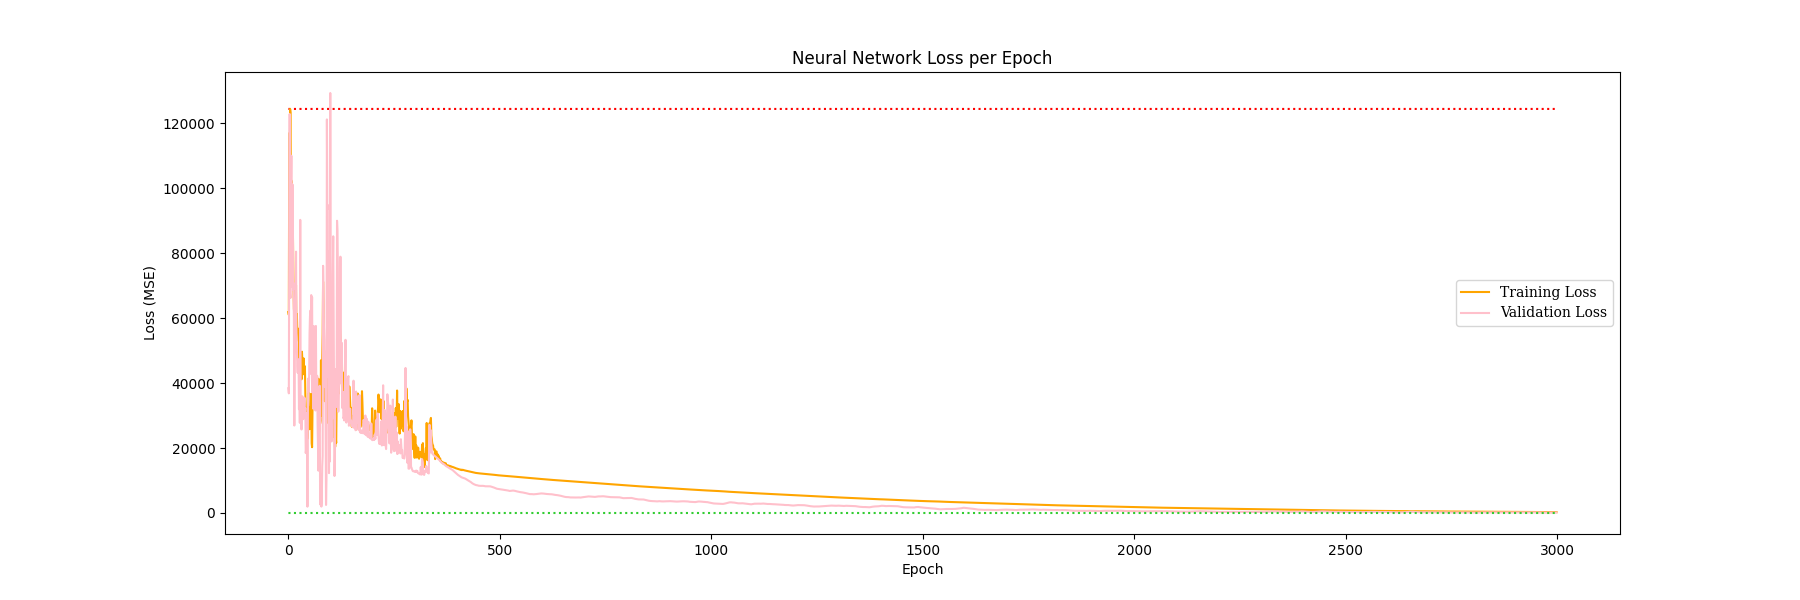 Neural Network Loss per Epoch
120000
100000
80000
60000
40000
20000
0
Loss (MSE)
Training Loss
Validation Loss
0 500 1000 1500 2000 2500 3000
Epoch